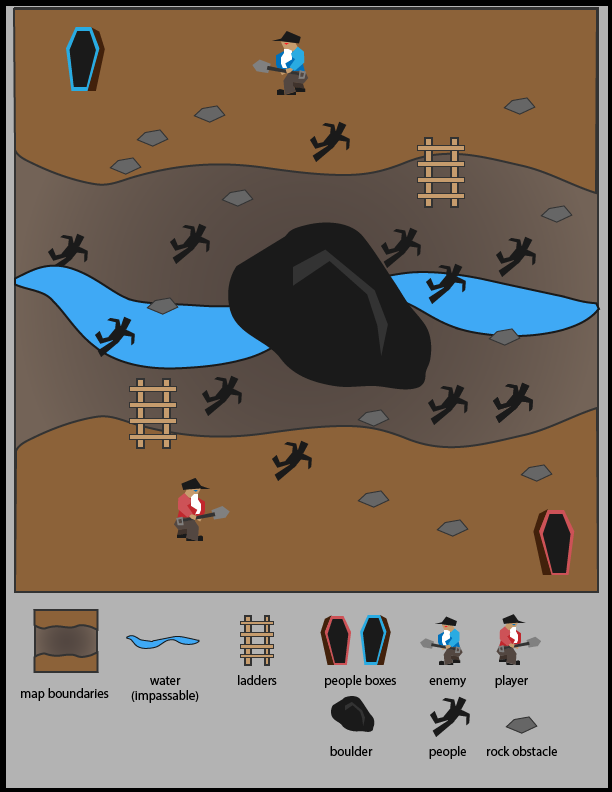 map boundaries
water
(impassable)
ladders
people boxes
enemy
player
boulder
people
rock obstacle